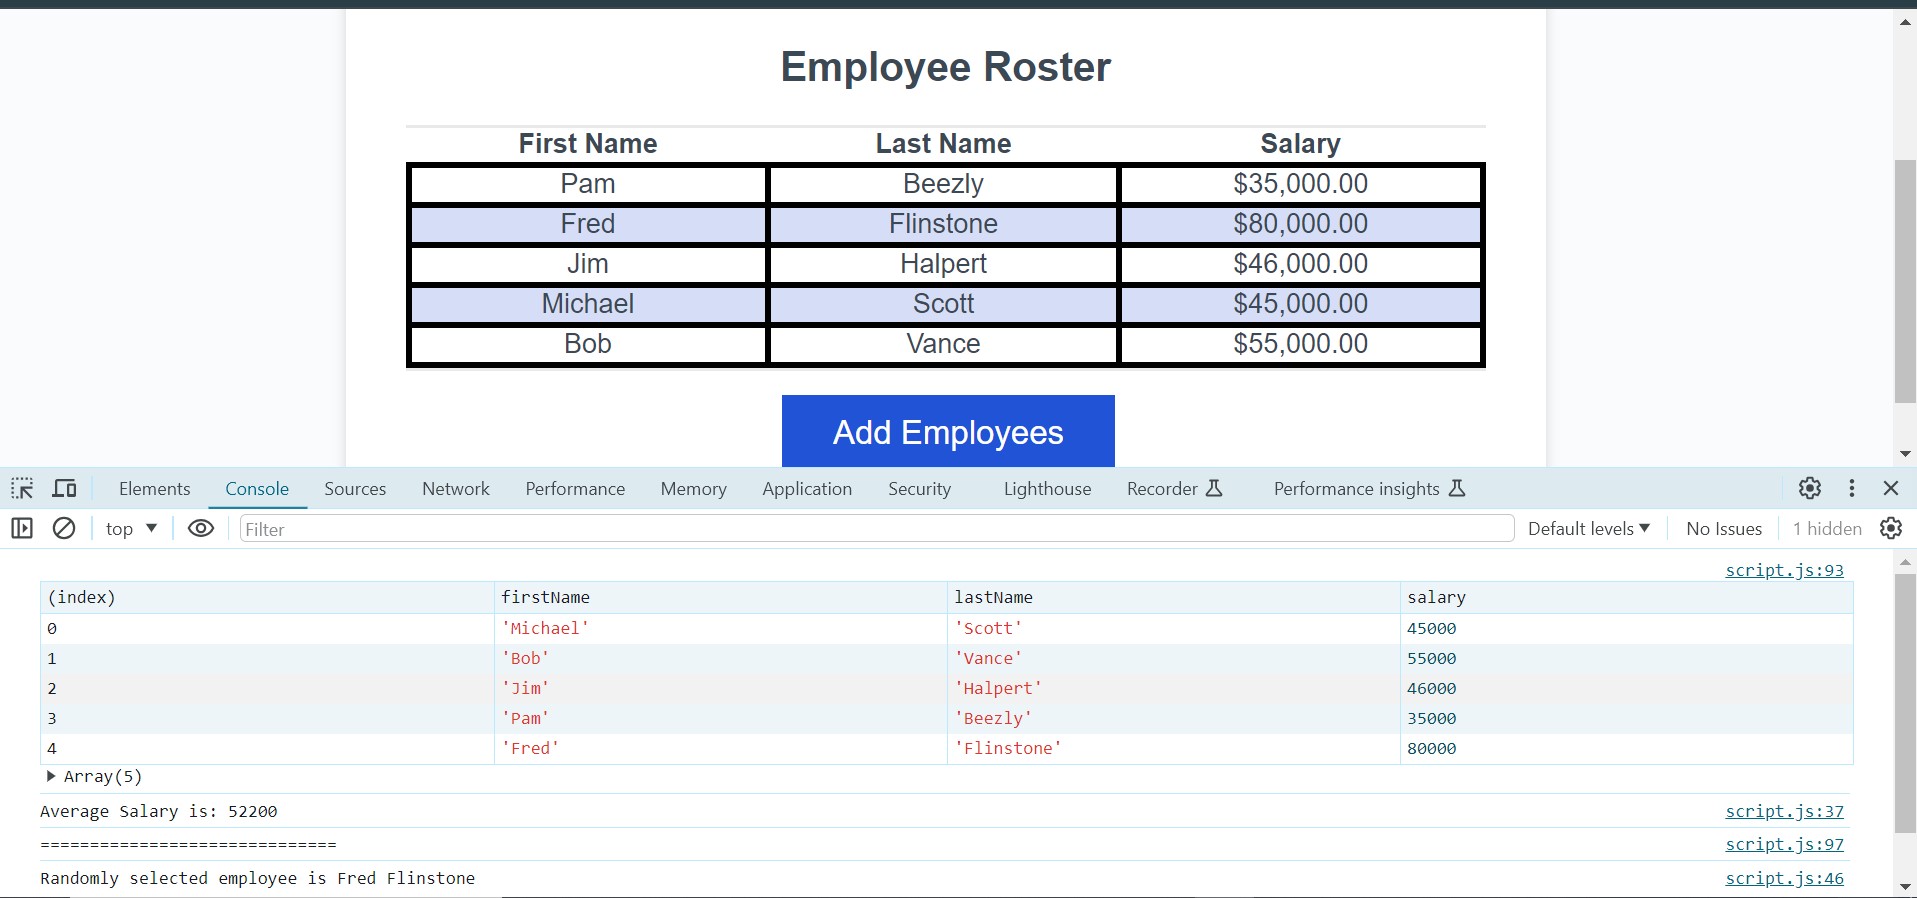 Employee Roster
First Name Last Name Salary
Pam Beezly $35,000.00
Fred Flinstone $80,000.00
Jim Halpert $46,000.00
Michael Scott $45,000.00
Bob Vance $55,000.00
Add Employees
Elements Console Sources Network Performance Memory Application Security Lighthouse Recorder Performance insights
top Filter Default levels No Issues 1 hidden
script.js:93
(index) firstName lastName salary
0 'Michael' 'Scott' 45000
1 'Bob' 'Vance' 55000
2 'Jim' 'Halpert' 46000
3 'Pam' 'Beezly' 35000
4 'Fred' 'Flinstone' 80000
Array(5)
Average Salary is: 52200 script.js:37
============================== script.js:97
Randomly selected employee is Fred Flinstone script.js:46